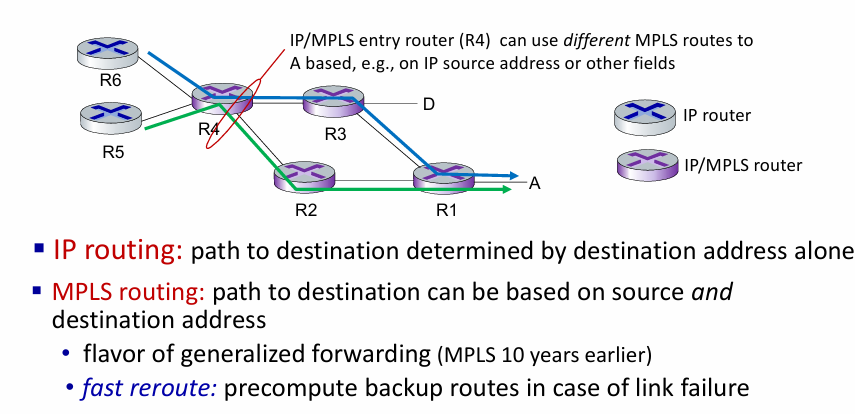 IP/MPLS entry router (R4) can use different MPLS routes to
A based, e.g., on IP source address or other fields
R6
R5
R4
R3
D
R2
R1
A
IP router
IP/MPLS router
▪ IP routing: path to destination determined by destination address alone
▪ MPLS routing: path to destination can be based on source and
destination address
• flavor of generalized forwarding (MPLS 10 years earlier)
• fast reroute: precompute backup routes in case of link failure